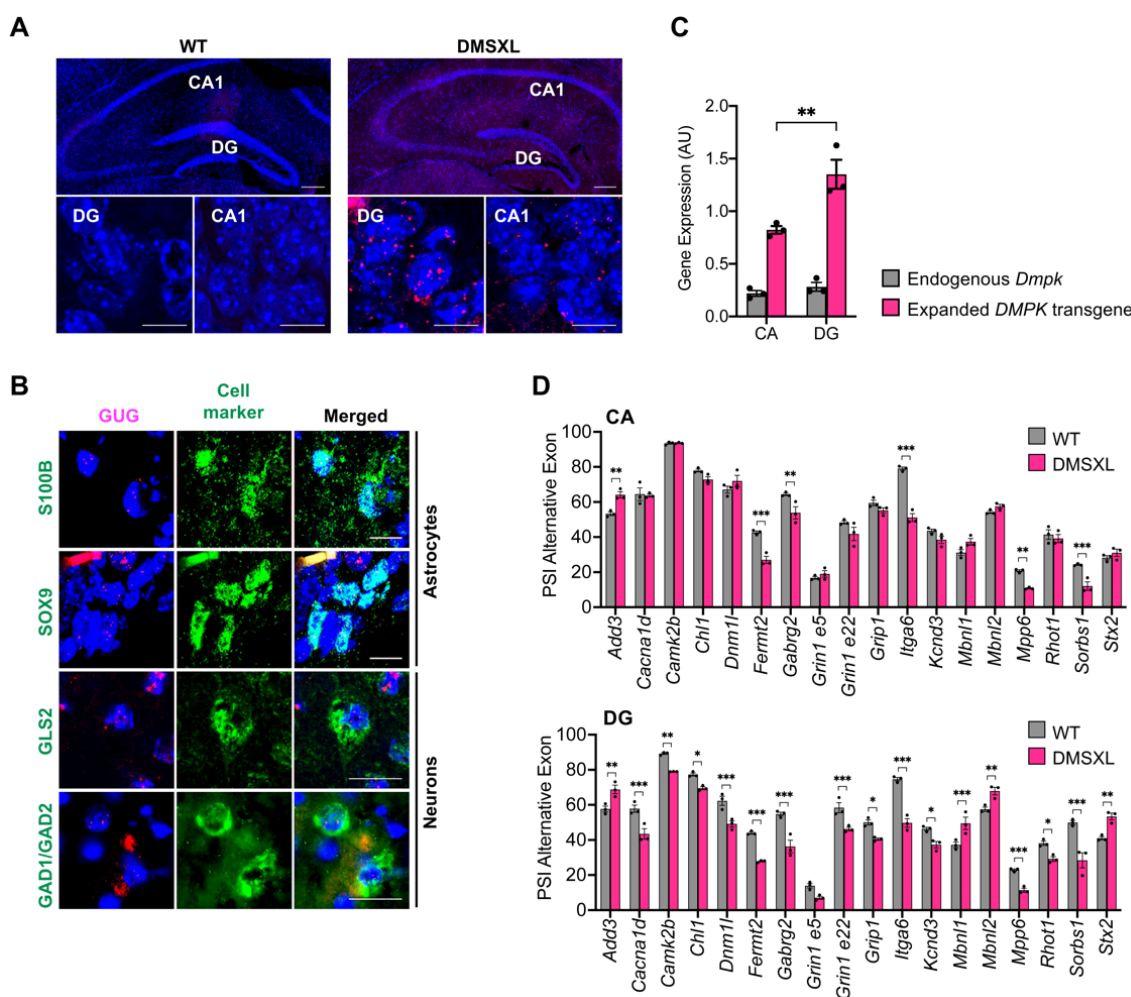 A
WT
DMSXL
CA1
DG
CA1
DG
DG
CA1
DG
CA1
B
GUG
Cell
marker
Merged
S100B
SOX9
GLS2
GAD1/GAD2
Astrocytes
Neurons
C
Gene Expression (AU)
2.0
1.5
1.0
0.5
0.0
**
CA
DG
Endogenous Dmpk
Expanded DMPK transgene
D
CA
PSI Alternative Exon
100
80
60
40
20
0
** *** ** *** ** ***
WT
DMSXL
Add3
Cacna1d
Camk2b
Chl1
Dnm1l
Fermt2
Gabrg2
Grin1 e5
Grin1 e22
Grip1
Itga6
Kcnd3
Mbnl1
Mbnl2
Mpp6
Rhot1
Sorbs1
Stx2
DG
PSI Alternative Exon
100
80
60
40
20
0
** *** ** * *** *** *** *** * *** * *** ** *** * *** **
WT
DMSXL
Add3
Cacna1d
Camk2b
Chl1
Dnm1l
Fermt2
Gabrg2
Grin1 e5
Grin1 e22
Grip1
Itga6
Kcnd3
Mbnl1
Mbnl2
Mpp6
Rhot1
Sorbs1
Stx2